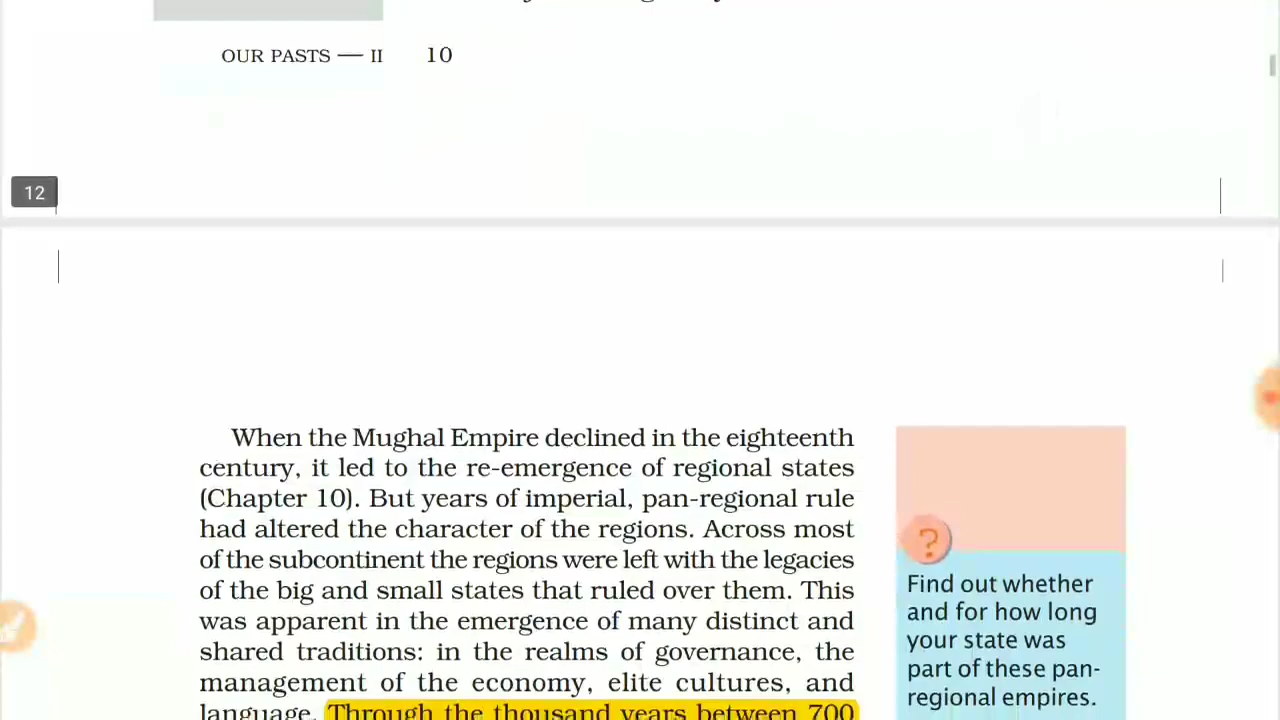 OUR PASTS — II 10
12
When the Mughal Empire declined in the eighteenth
century, it led to the re-emergence of regional states
(Chapter 10). But years of imperial, pan-regional rule
had altered the character of the regions. Across most
of the subcontinent the regions were left with the legacies
of the big and small states that ruled over them. This
was apparent in the emergence of many distinct and
shared traditions: in the realms of governance, the
management of the economy, elite cultures, and
language. Through the thousand years between 700
?
Find out whether
and for how long
your state was
part of these pan-
regional empires.